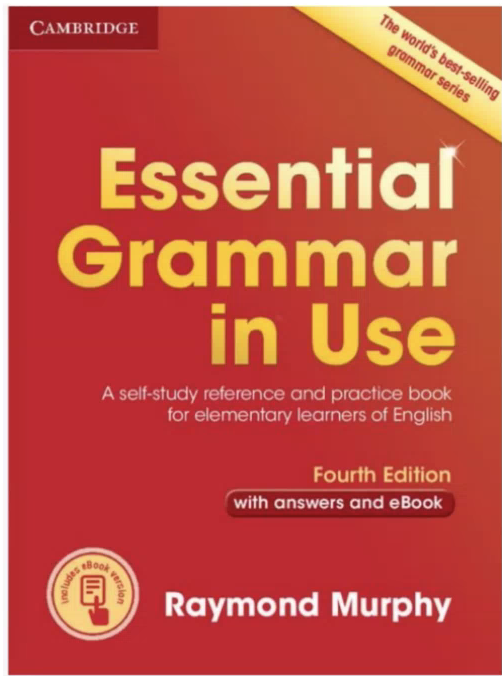 CAMBRIDGE
The world's best-selling
grammar series
Essential
Grammar
in Use
A self-study reference and practice book
for elementary learners of English
Fourth Edition
with answers and eBook
includes eBook version
Raymond Murphy